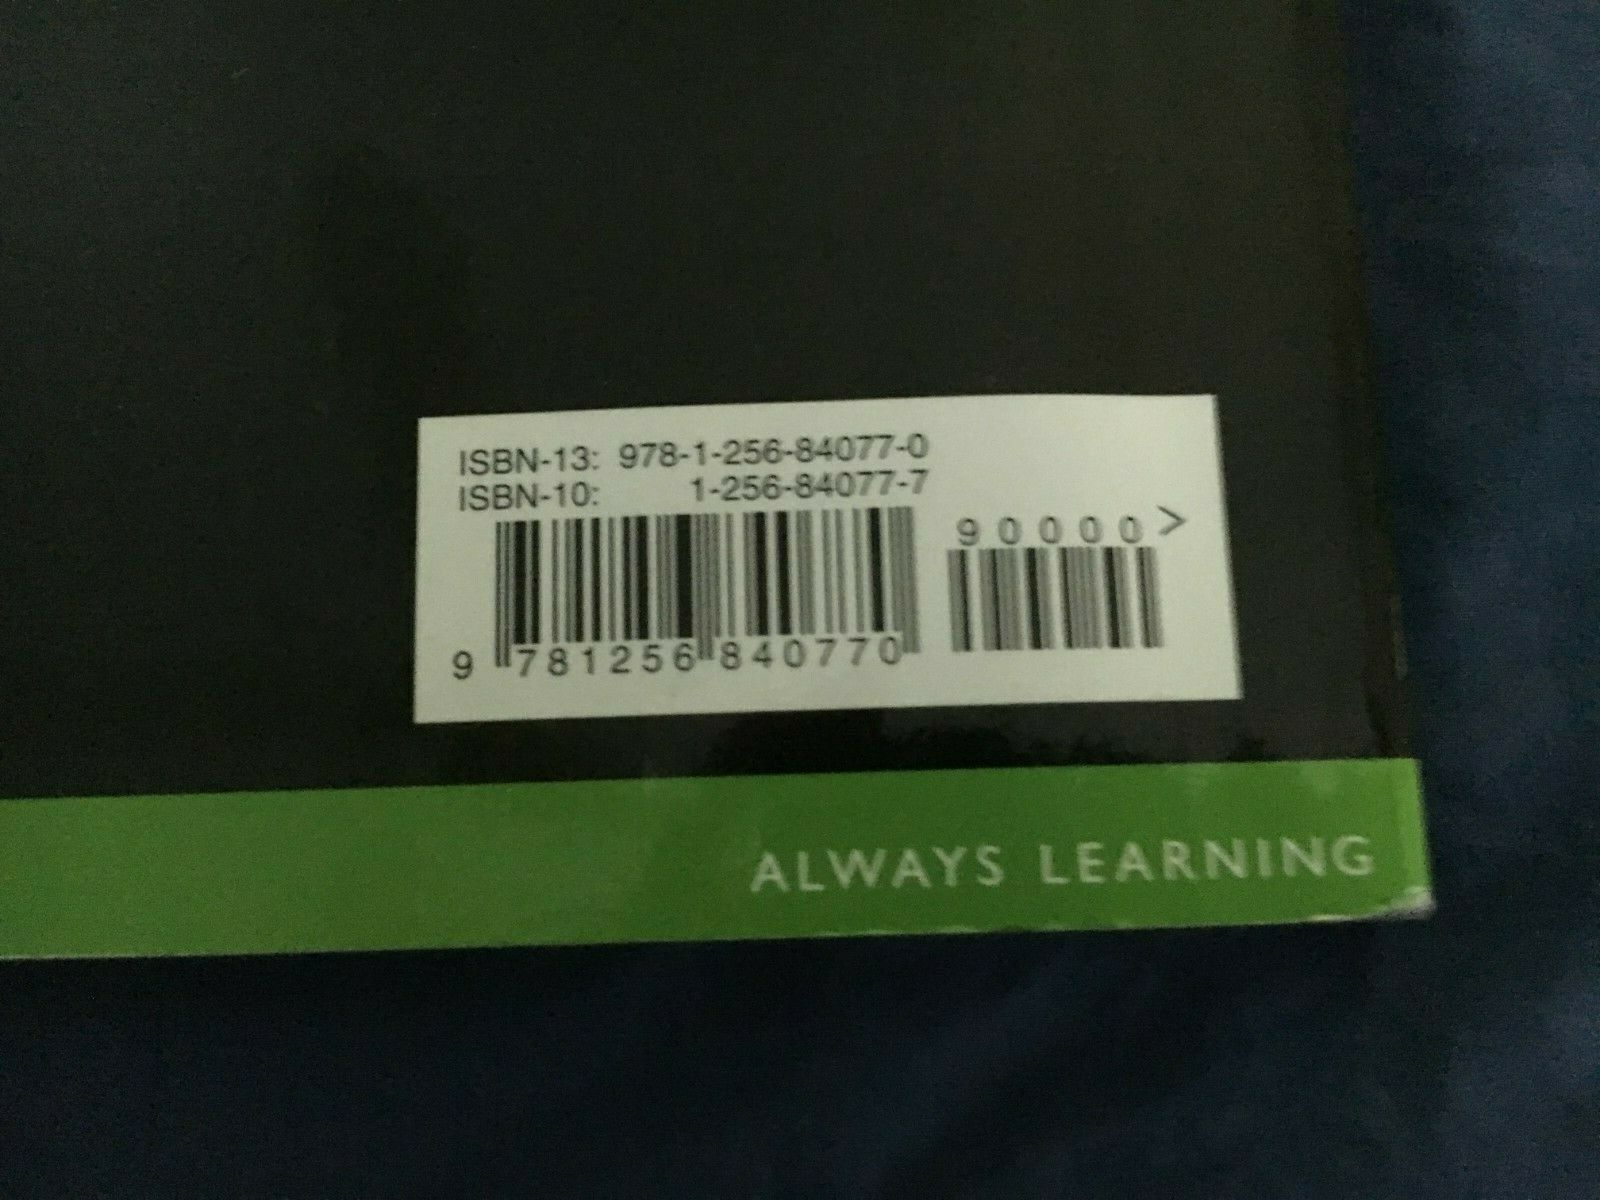 ISBN-13: 978-1-256-84077-0
ISBN-10: 1-256-84077-7
90000>
9 781256 840770
ALWAYS LEARNING